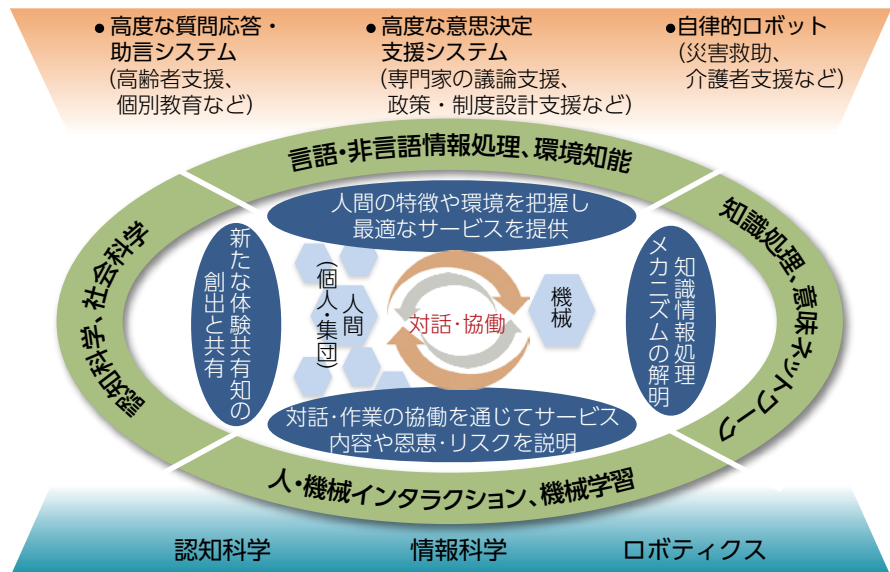 ● 高度な質問応答・
助言システム
(高齢者支援、
個別教育など)
● 高度な意思決定
支援システム
(専門家の議論支援、
政策・制度設計支援など)
●自律的ロボット
(災害救助、
介護者支援など)
言語・非言語情報処理、環境知能
認知科学、社会科学
知識処理、意味ネットワーク
人間の特徴や環境を把握し
最適なサービスを提供
新たな体験共有知の
創出と共有
人間
(個人・集団)
対話・協働
機械
知識情報処理
メカニズムの解明
対話・作業の協働を通じてサービス
内容や恩恵・リスクを説明
人・機械インタラクション、機械学習
認知科学
情報科学
ロボティクス